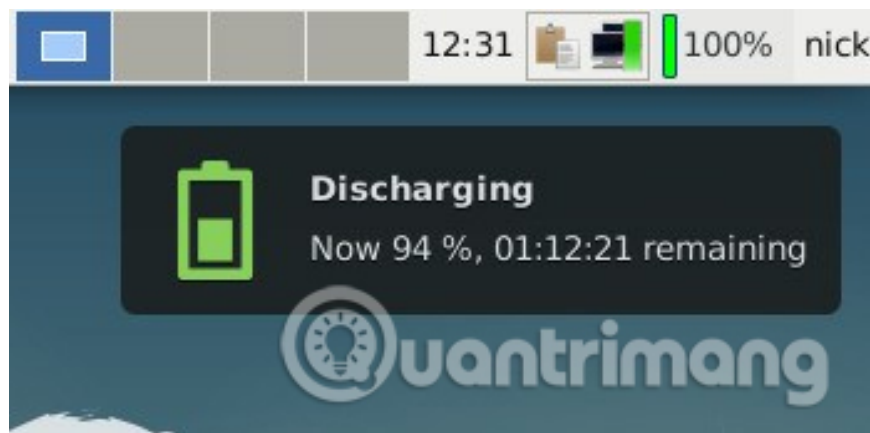 12:31 100% nick
Discharging
Now 94 %, 01:12:21 remaining
Quantrimang